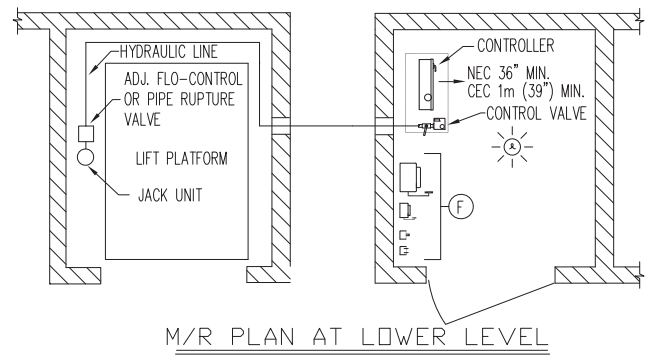 HYDRAULIC LINE
ADJ. FLO-CONTROL
OR PIPE RUPTURE
VALVE
LIFT PLATFORM
JACK UNIT
CONTROLLER
NEC 36" MIN.
CEC 1m (39") MIN.
CONTROL VALVE
F
M/R PLAN AT LOWER LEVEL